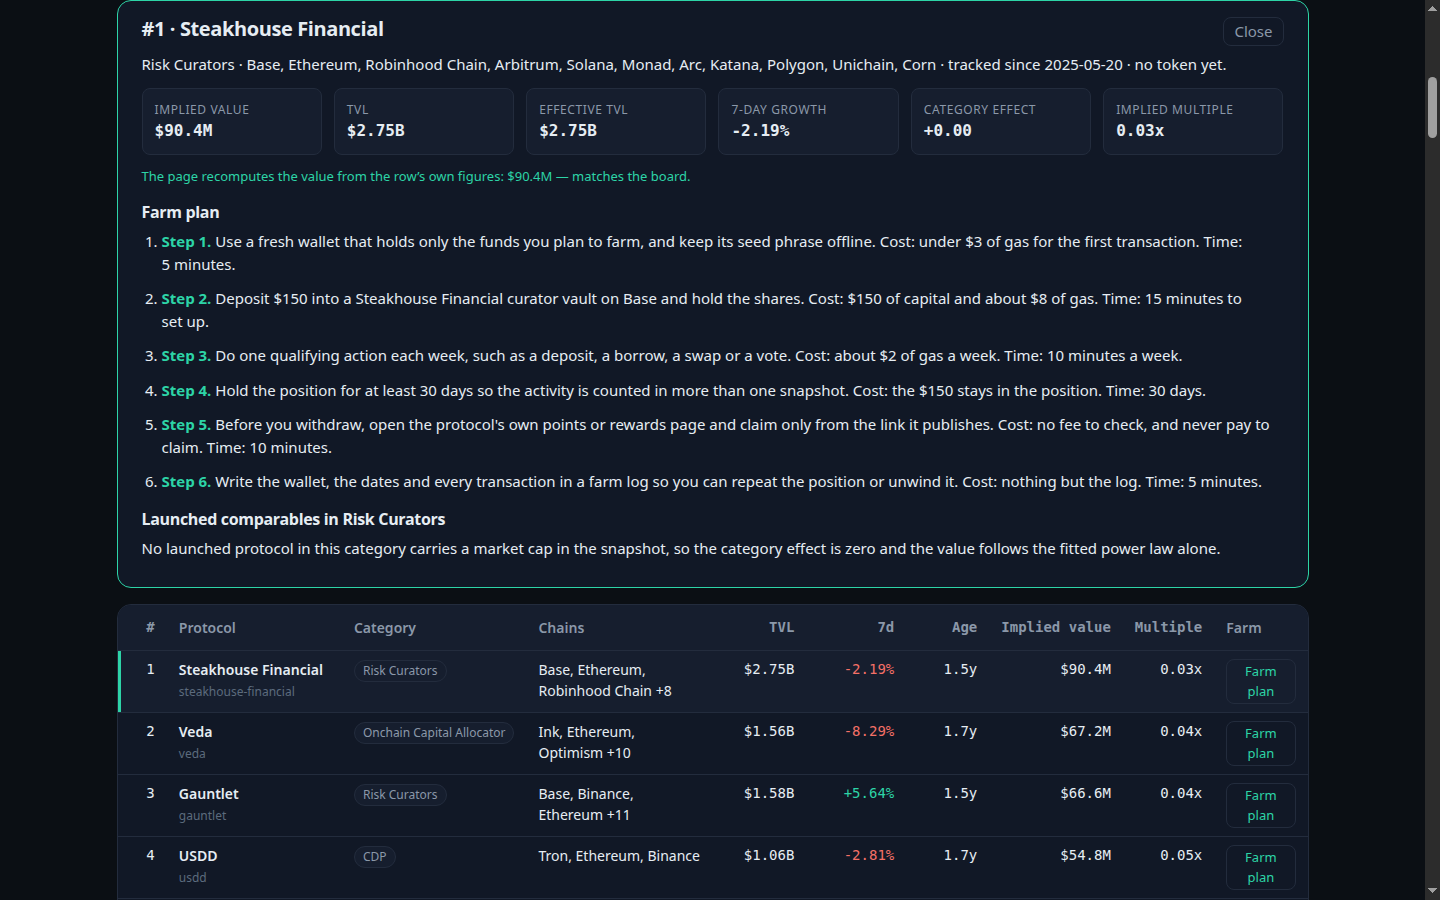 #1 · Steakhouse Financial
Close
Risk Curators · Base, Ethereum, Robinhood Chain, Arbitrum, Solana, Monad, Arc, Katana, Polygon, Unichain, Corn · tracked since 2025-05-20 · no token yet.
IMPLIED VALUE
$90.4M
TVL
$2.75B
EFFECTIVE TVL
$2.75B
7-DAY GROWTH
-2.19%
CATEGORY EFFECT
+0.00
IMPLIED MULTIPLE
0.03x
The page recomputes the value from the row's own figures: $90.4M — matches the board.
Farm plan
1. Step 1. Use a fresh wallet that holds only the funds you plan to farm, and keep its seed phrase offline. Cost: under $3 of gas for the first transaction. Time:
5 minutes.
2. Step 2. Deposit $150 into a Steakhouse Financial curator vault on Base and hold the shares. Cost: $150 of capital and about $8 of gas. Time: 15 minutes to
set up.
3. Step 3. Do one qualifying action each week, such as a deposit, a borrow, a swap or a vote. Cost: about $2 of gas a week. Time: 10 minutes a week.
4. Step 4. Hold the position for at least 30 days so the activity is counted in more than one snapshot. Cost: the $150 stays in the position. Time: 30 days.
5. Step 5. Before you withdraw, open the protocol's own points or rewards page and claim only from the link it publishes. Cost: no fee to check, and never pay to
claim. Time: 10 minutes.
6. Step 6. Write the wallet, the dates and every transaction in a farm log so you can repeat the position or unwind it. Cost: nothing but the log. Time: 5 minutes.
Launched comparables in Risk Curators
No launched protocol in this category carries a market cap in the snapshot, so the category effect is zero and the value follows the fitted power law alone.
# Protocol Category Chains TVL 7d Age Implied value Multiple Farm
1 Steakhouse Financial Risk Curators Base, Ethereum, $2.75B -2.19% 1.5y $90.4M 0.03x Farm
steakhouse-financial Robinhood Chain +8 plan
2 Veda Onchain Capital Allocator Ink, Ethereum, $1.56B -8.29% 1.7y $67.2M 0.04x Farm
veda Optimism +10 plan
3 Gauntlet Risk Curators Base, Binance, $1.58B +5.64% 1.5y $66.6M 0.04x Farm
gauntlet Ethereum +11 plan
4 USDD CDP Tron, Ethereum, Binance $1.06B -2.81% 1.7y $54.8M 0.05x Farm
usdd plan